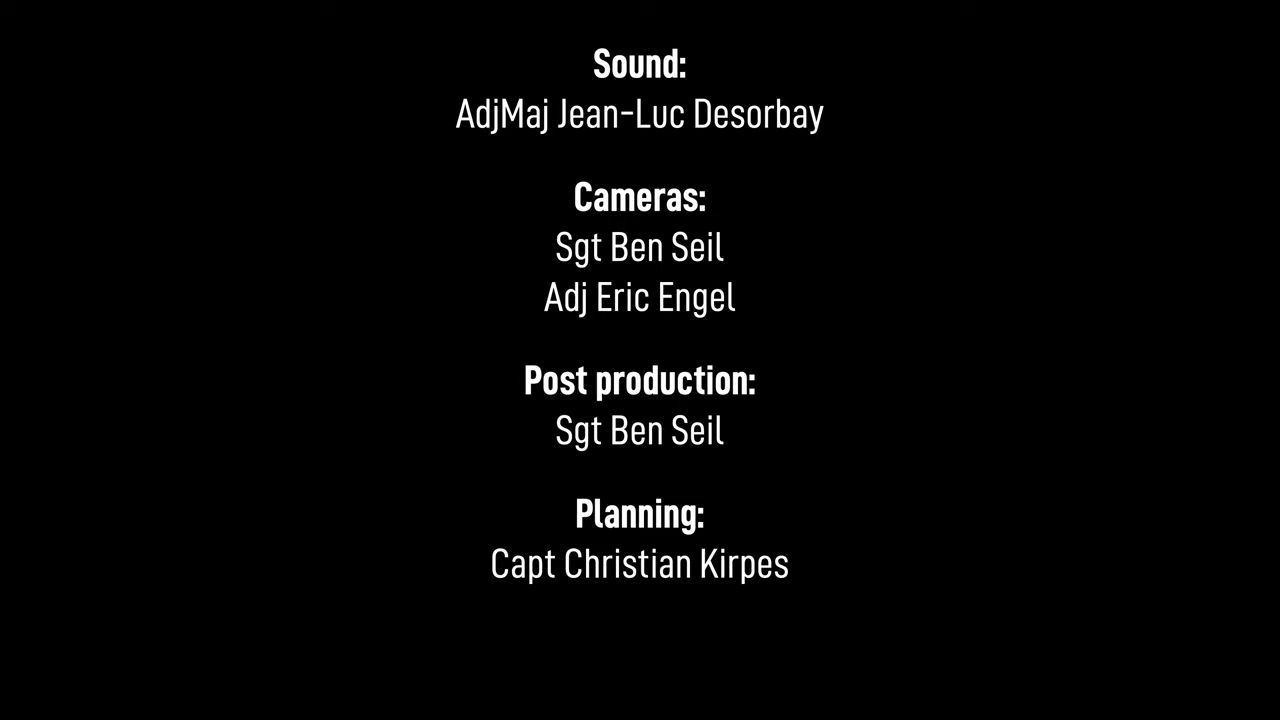 Sound:
AdjMaj Jean-Luc Desorbay
Cameras:
Sgt Ben Seil
Adj Eric Engel
Post production:
Sgt Ben Seil
Planning:
Capt Christian Kirpes